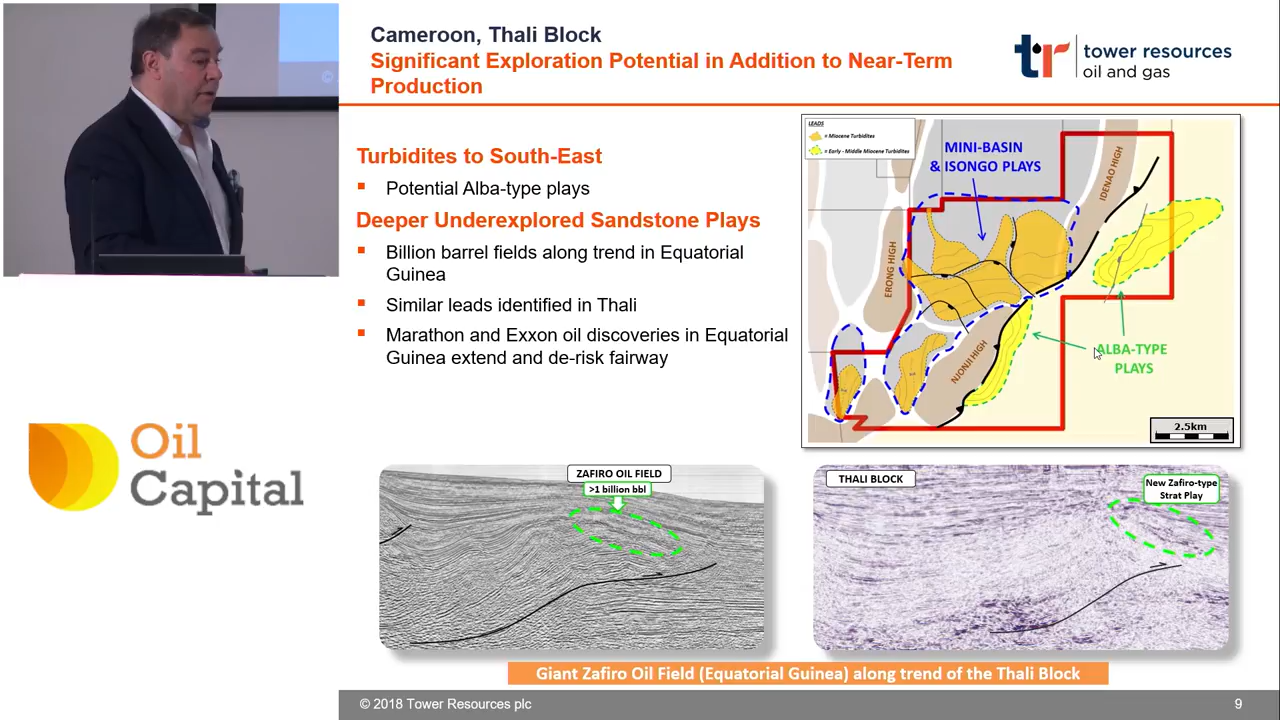 Cameroon, Thali Block
Significant Exploration Potential in Addition to Near-Term
Production
tr
tower resources
oil and gas
Turbidites to South-East
Potential Alba-type plays
Deeper Underexplored Sandstone Plays
Billion barrel fields along trend in Equatorial
Guinea
Similar leads identified in Thali
Marathon and Exxon oil discoveries in Equatorial
Guinea extend and de-risk fairway
LEADS
= Miocene Turbidites
= Early - Middle Miocene Turbidites
MINI-BASIN
& ISONGO PLAYS
IDENAO HIGH
ERONG HIGH
NJONJI HIGH
ALBA-TYPE
PLAYS
2.5km
Oil
Capital
ZAFIRO OIL FIELD
>1 billion bbl
THALI BLOCK
New Zafiro-type
Strat Play
Giant Zafiro Oil Field (Equatorial Guinea) along trend of the Thali Block
© 2018 Tower Resources plc
9